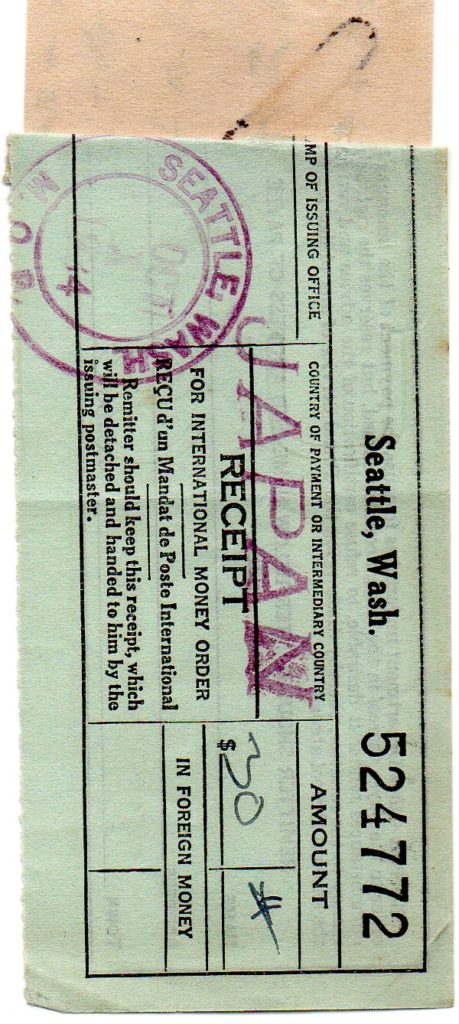 Seattle, Wash. 524772
MP OF ISSUING OFFICE
COUNTRY OF PAYMENT OR INTERMEDIARY COUNTRY
AMOUNT
JAPAN
RECEIPT
$ 30
FOR INTERNATIONAL MONEY ORDER
REÇU d'un Mandat de Poste International
IN FOREIGN MONEY
Remitter should keep this receipt, which
will be detached and handed to him by the
issuing postmaster.
SEATTLE, WASH
OCT
M. O. B.